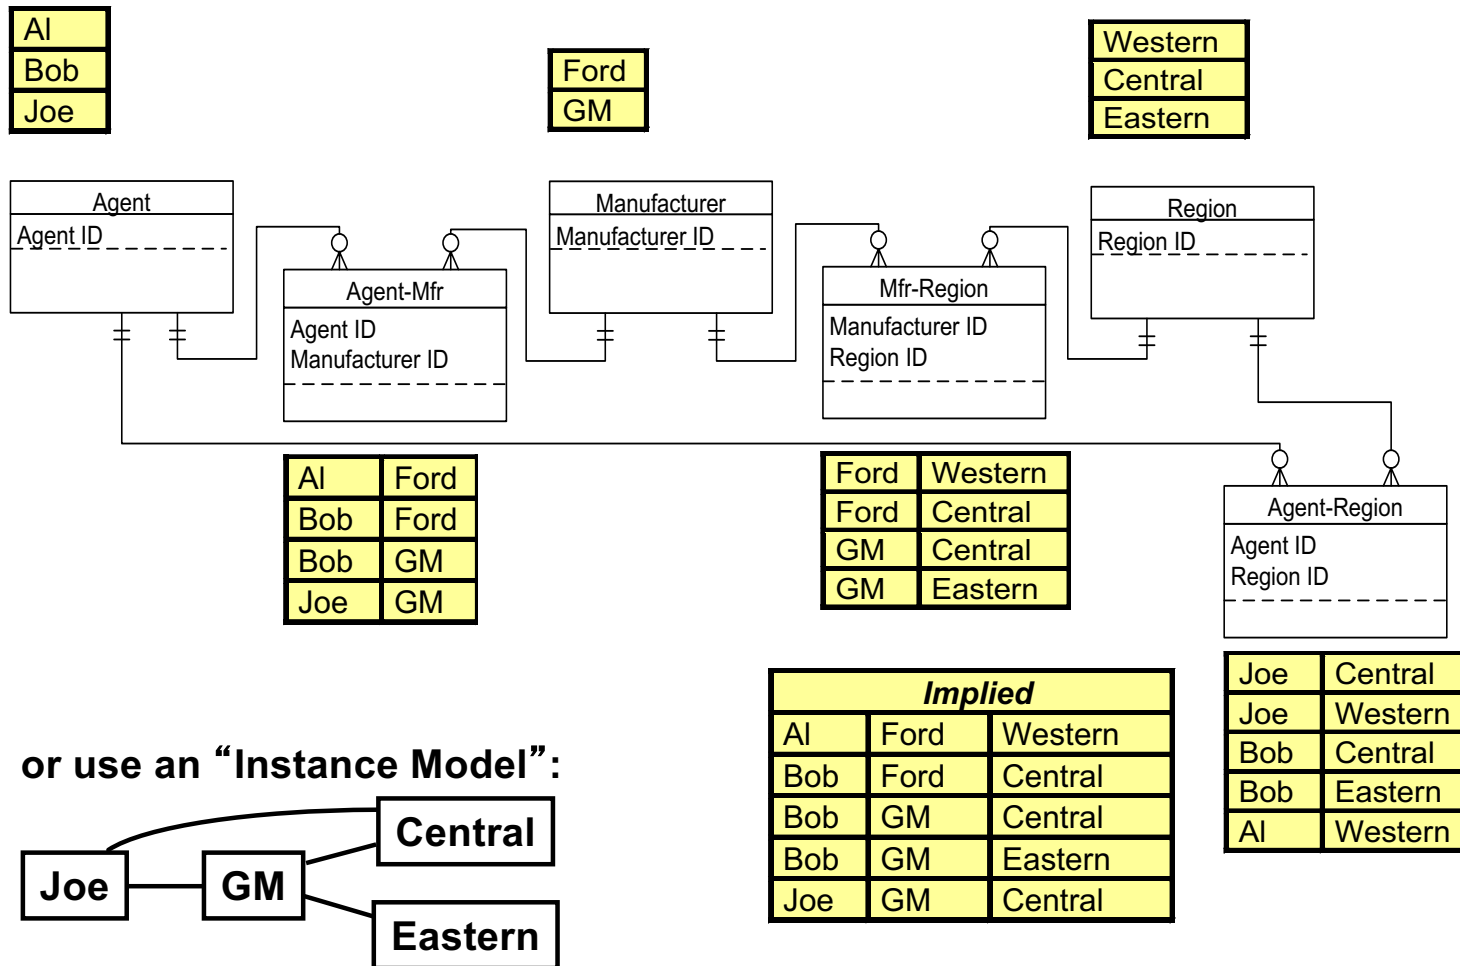 Al
Bob
Joe
Ford
GM
Western
Central
Eastern
Agent
Agent ID
Manufacturer
Manufacturer ID
Region
Region ID
Agent-Mfr
Agent ID
Manufacturer ID
Mfr-Region
Manufacturer ID
Region ID
Al Ford
Bob Ford
Bob GM
Joe GM
Ford Western
Ford Central
GM Central
GM Eastern
Agent-Region
Agent ID
Region ID
Joe Central
Joe Western
Bob Central
Bob Eastern
Al Western
Implied
Al Ford Western
Bob Ford Central
Bob GM Central
Bob GM Eastern
Joe GM Central
or use an “Instance Model”:
Central
Joe GM
Eastern